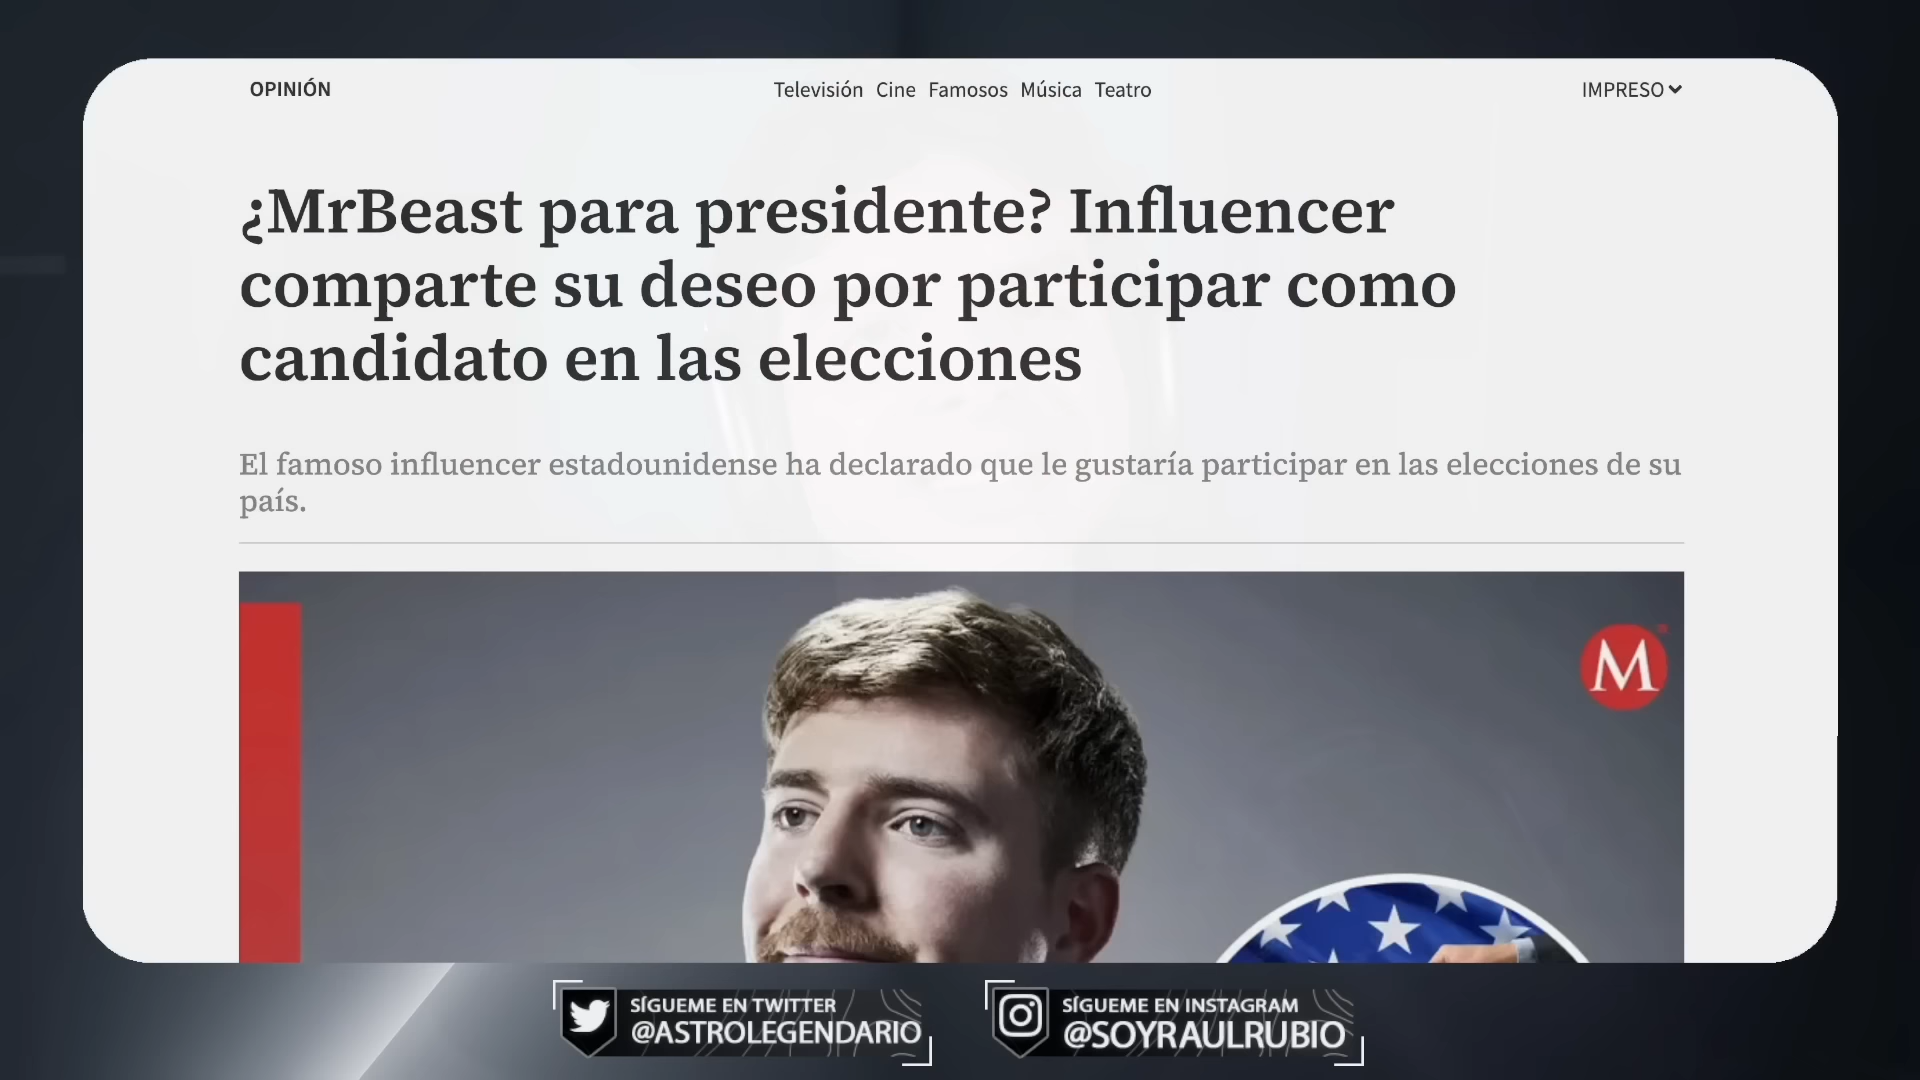 OPINIÓN
Televisión Cine Famosos Música Teatro
IMPRESO
¿MrBeast para presidente? Influencer
comparte su deseo por participar como
candidato en las elecciones
El famoso influencer estadounidense ha declarado que le gustaría participar en las elecciones de su
país.
M
SÍGUEME EN TWITTER
@ASTROLEGENDARIO
SÍGUEME EN INSTAGRAM
@SOYRAULRUBIO